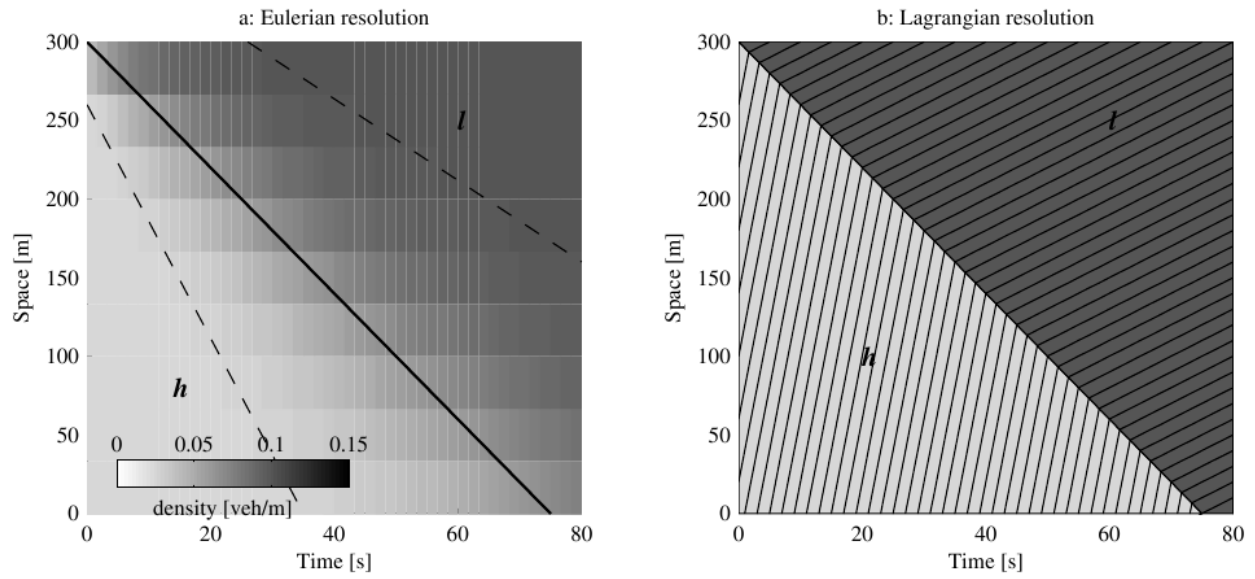 a: Eulerian resolution
300
250
200
150
100
50
0
Space [m]
l
h
0 0.05 0.1 0.15
density [veh/m]
0 20 40 60 80
Time [s]
b: Lagrangian resolution
300
250
200
150
100
50
0
Space [m]
l
h
0 20 40 60 80
Time [s]